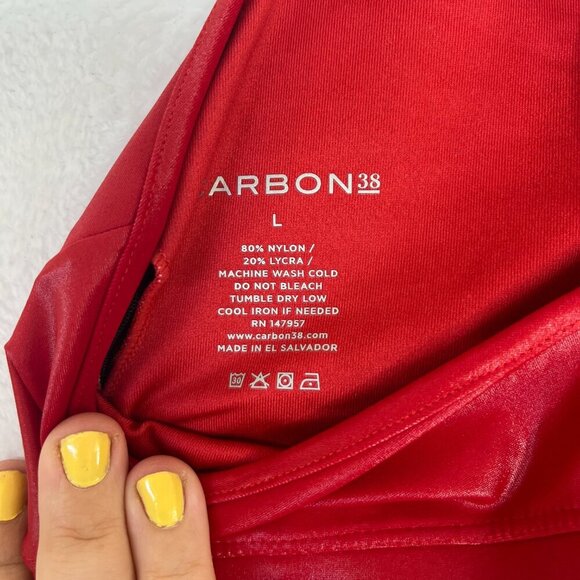 CARBON38
L
80% NYLON /
20% LYCRA /
MACHINE WASH COLD
DO NOT BLEACH
TUMBLE DRY LOW
COOL IRON IF NEEDED
RN 147957
www.carbon38.com
MADE IN EL SALVADOR
30